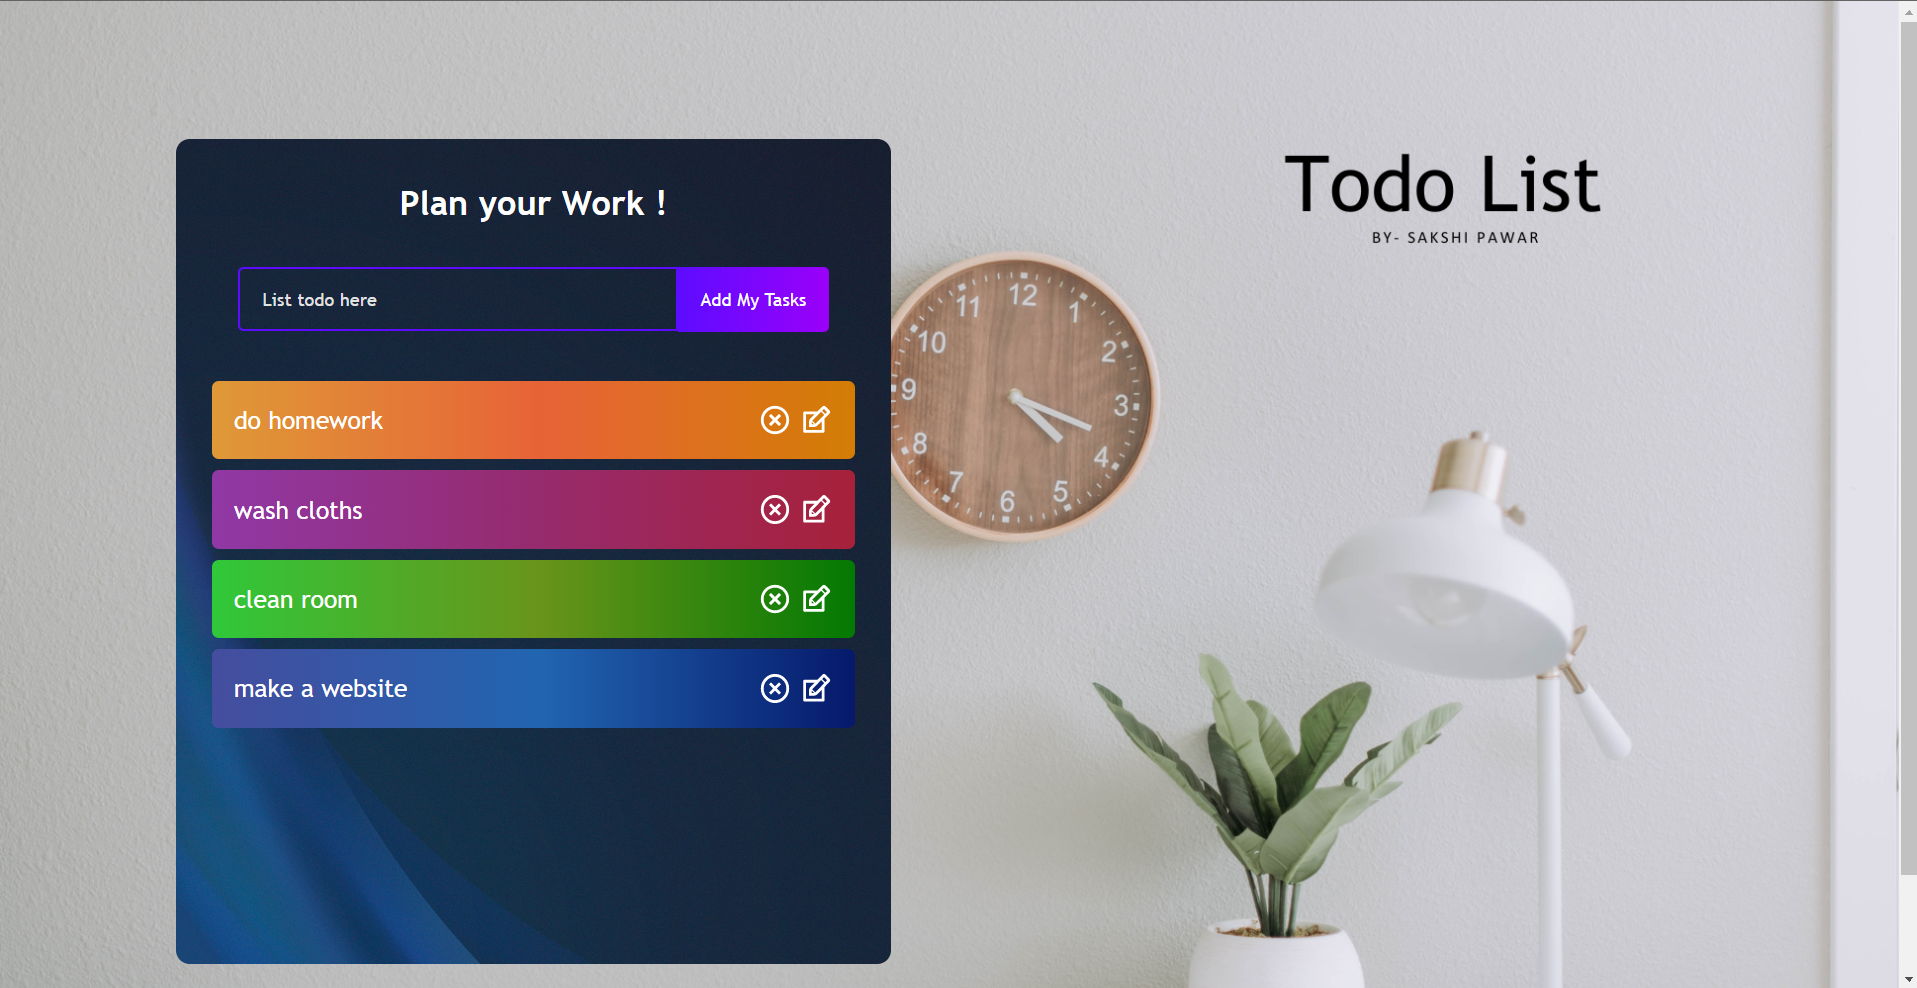 Plan your Work !
List todo here
Add My Tasks
do homework
wash cloths
clean room
make a website
Todo List
BY- SAKSHI PAWAR
12
1
2
3
4
5
6
7
8
9
10
11